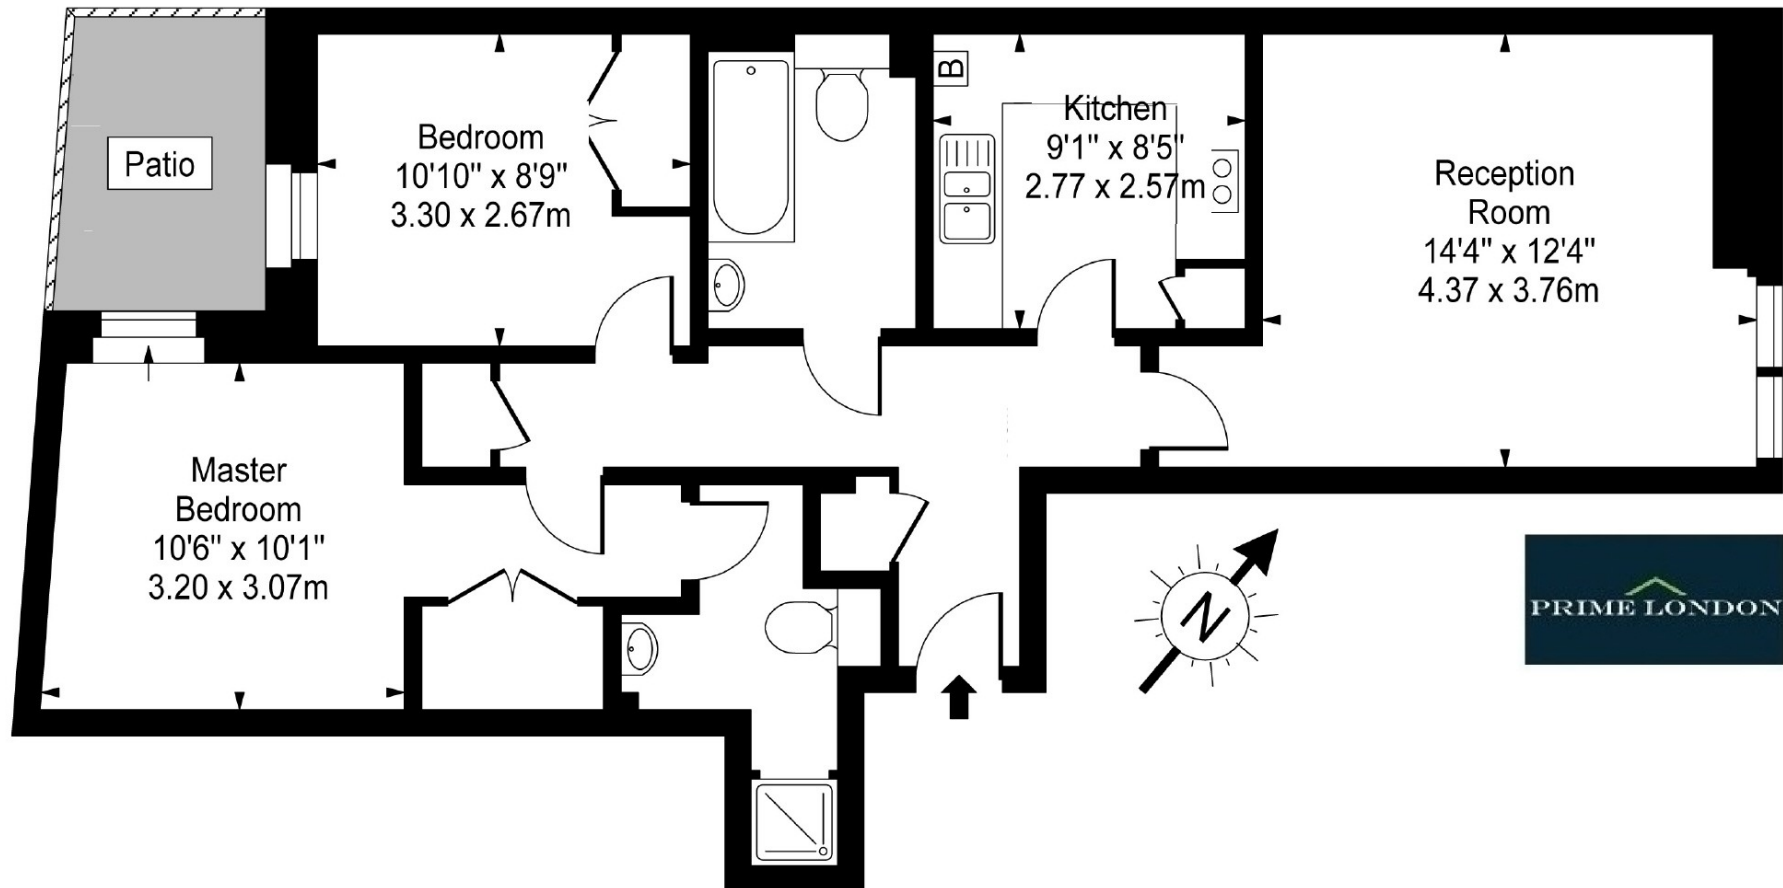 Patio
Bedroom
10'10" x 8'9"
3.30 x 2.67m
B
Kitchen
9'1" x 8'5"
2.77 x 2.57m
Reception
Room
14'4" x 12'4"
4.37 x 3.76m
Master
Bedroom
10'6" x 10'1"
3.20 x 3.07m
N
PRIME LONDON